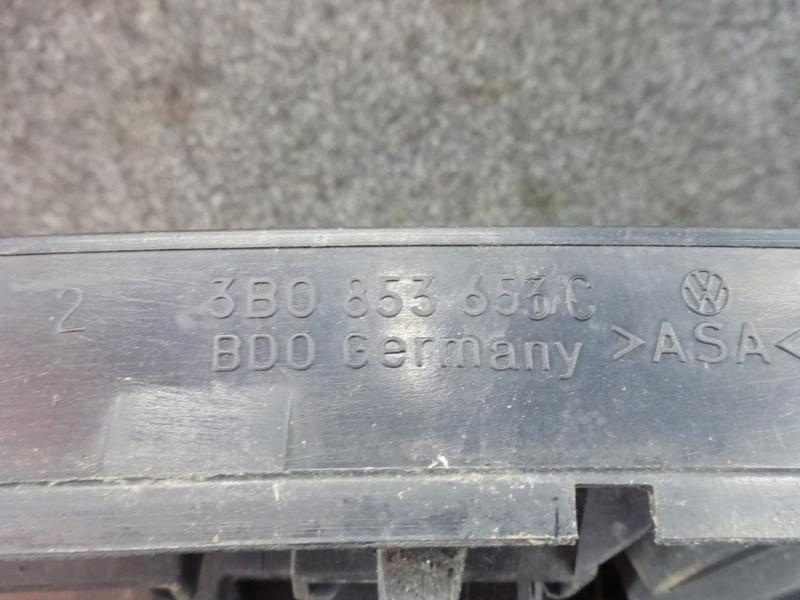 2
3B0 853 653 C
BDO Germany
>ASA<